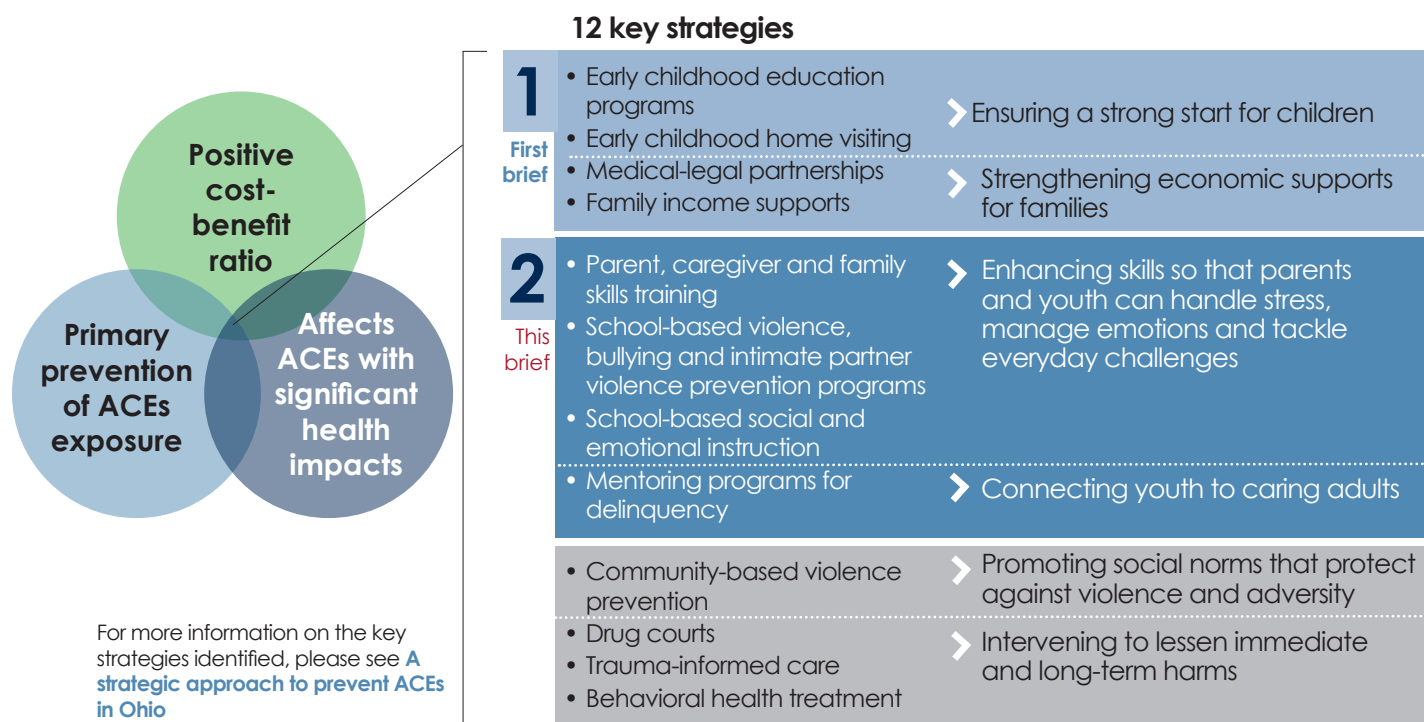 12 key strategies
Positive
cost-
benefit
ratio
Primary
prevention
of ACEs
exposure
Affects
ACEs with
significant
health
impacts
1
First
brief
• Early childhood education
programs
• Early childhood home visiting
Ensuring a strong start for children
• Medical-legal partnerships
• Family income supports
Strengthening economic supports
for families
2
This
brief
• Parent, caregiver and family
skills training
• School-based violence,
bullying and intimate partner
violence prevention programs
• School-based social and
emotional instruction
Enhancing skills so that parents
and youth can handle stress,
manage emotions and tackle
everyday challenges
• Mentoring programs for
delinquency
Connecting youth to caring adults
• Community-based violence
prevention
Promoting social norms that protect
against violence and adversity
• Drug courts
• Trauma-informed care
• Behavioral health treatment
Intervening to lessen immediate
and long-term harms
For more information on the key
strategies identified, please see A
strategic approach to prevent ACEs
in Ohio